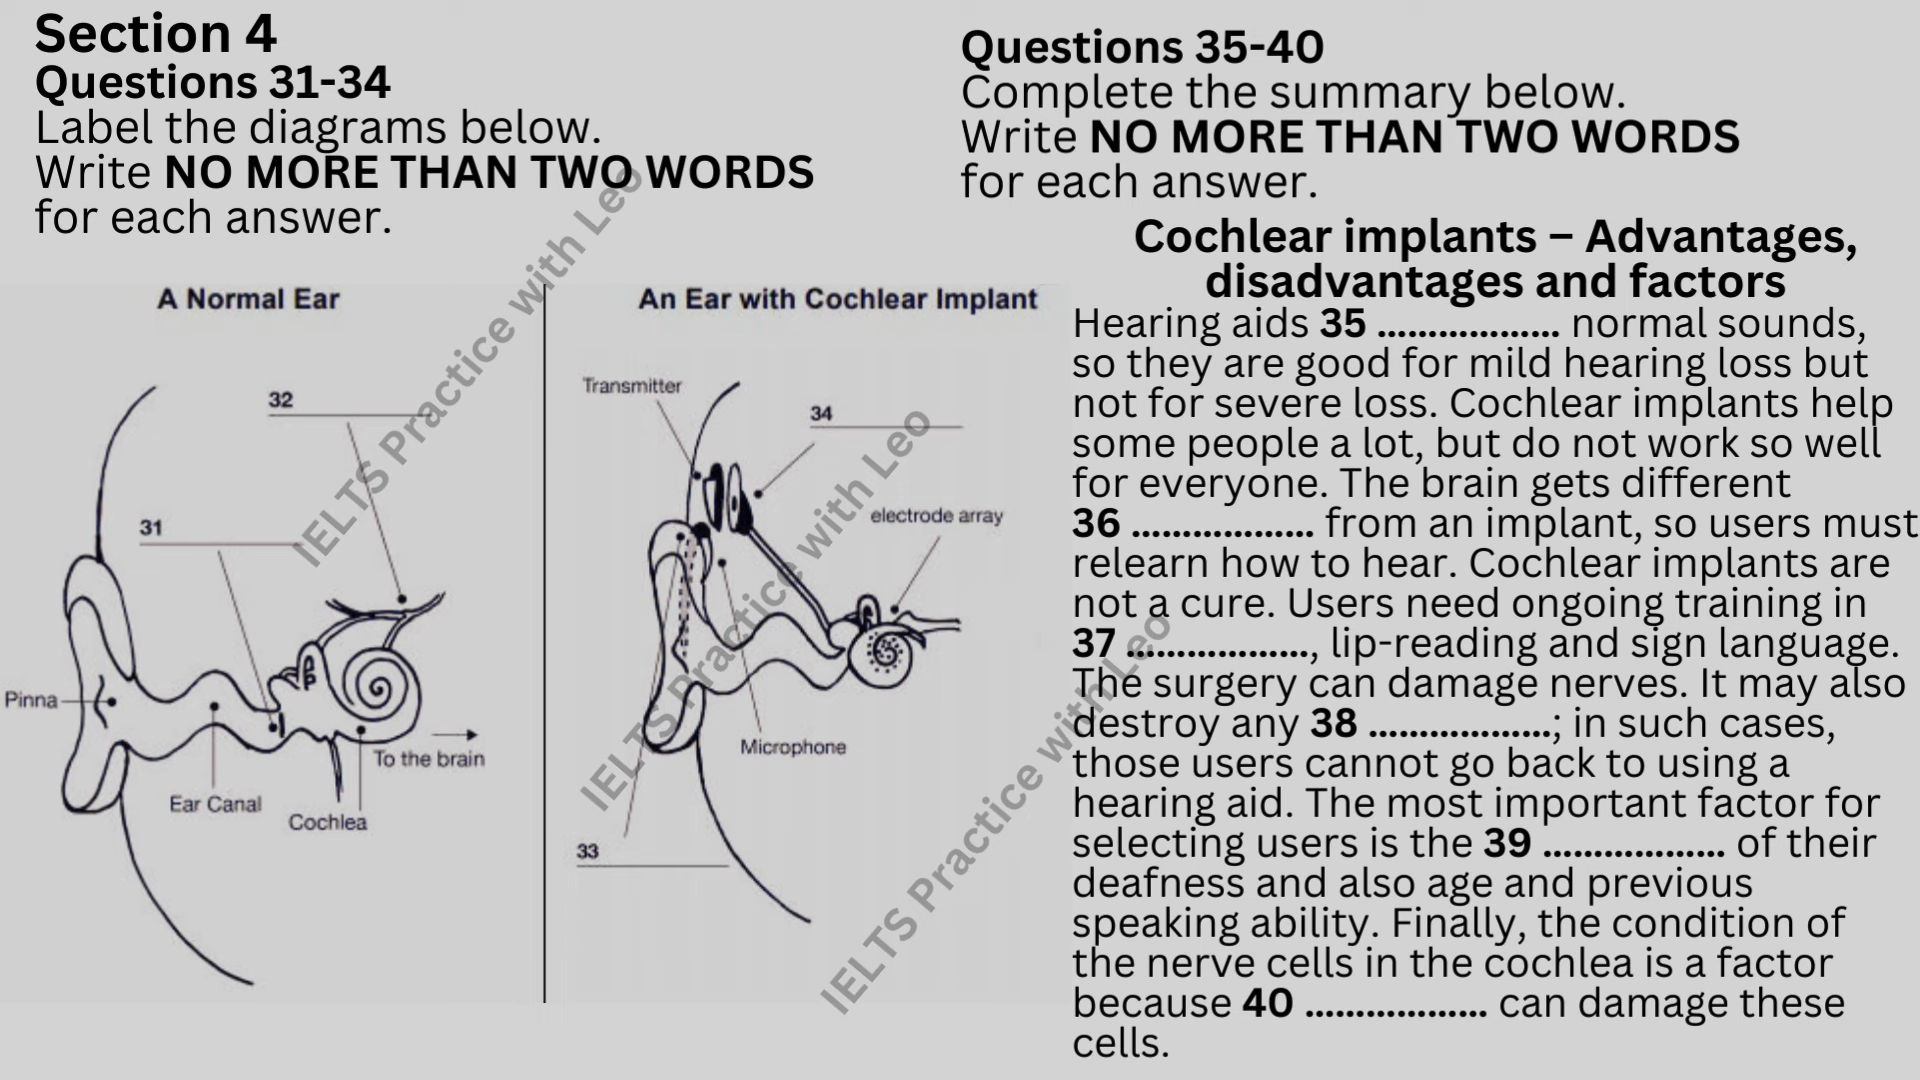 Section 4
Questions 31-34
Label the diagrams below.
Write NO MORE THAN TWO WORDS
for each answer.
A Normal Ear
32
31
Pinna
Ear Canal
Cochlea
To the brain
An Ear with Cochlear Implant
Transmitter
34
electrode array
Microphone
33
Questions 35-40
Complete the summary below.
Write NO MORE THAN TWO WORDS
for each answer.
Cochlear implants – Advantages,
disadvantages and factors
Hearing aids 35 .................... normal sounds,
so they are good for mild hearing loss but
not for severe loss. Cochlear implants help
some people a lot, but do not work so well
for everyone. The brain gets different
36 .................... from an implant, so users must
relearn how to hear. Cochlear implants are
not a cure. Users need ongoing training in
37 ...................., lip-reading and sign language.
The surgery can damage nerves. It may also
destroy any 38 ....................; in such cases,
those users cannot go back to using a
hearing aid. The most important factor for
selecting users is the 39 .................... of their
deafness and also age and previous
speaking ability. Finally, the condition of
the nerve cells in the cochlea is a factor
because 40 .................... can damage these
cells.
IELTS Practice with Leo
IELTS Practice with Leo
IELTS Practice with Leo